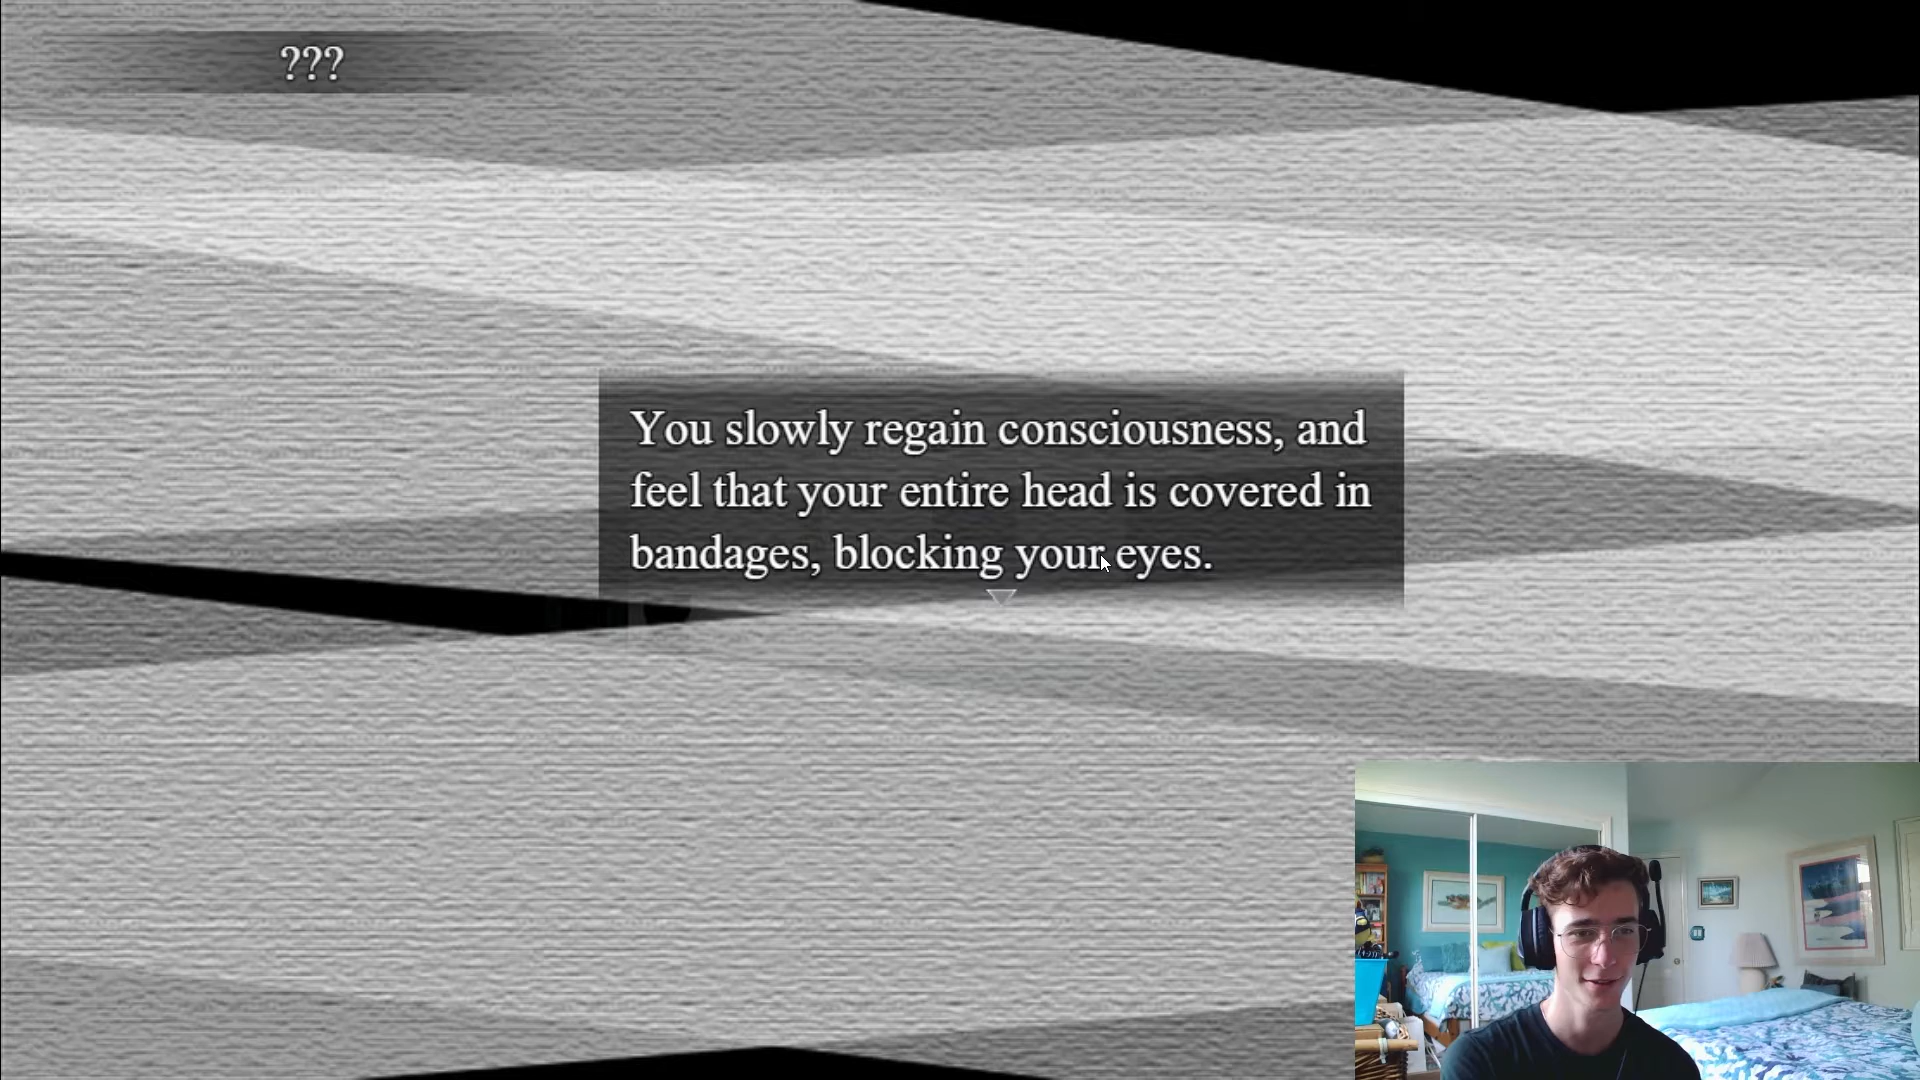 ???
You slowly regain consciousness, and
feel that your entire head is covered in
bandages, blocking your eyes.